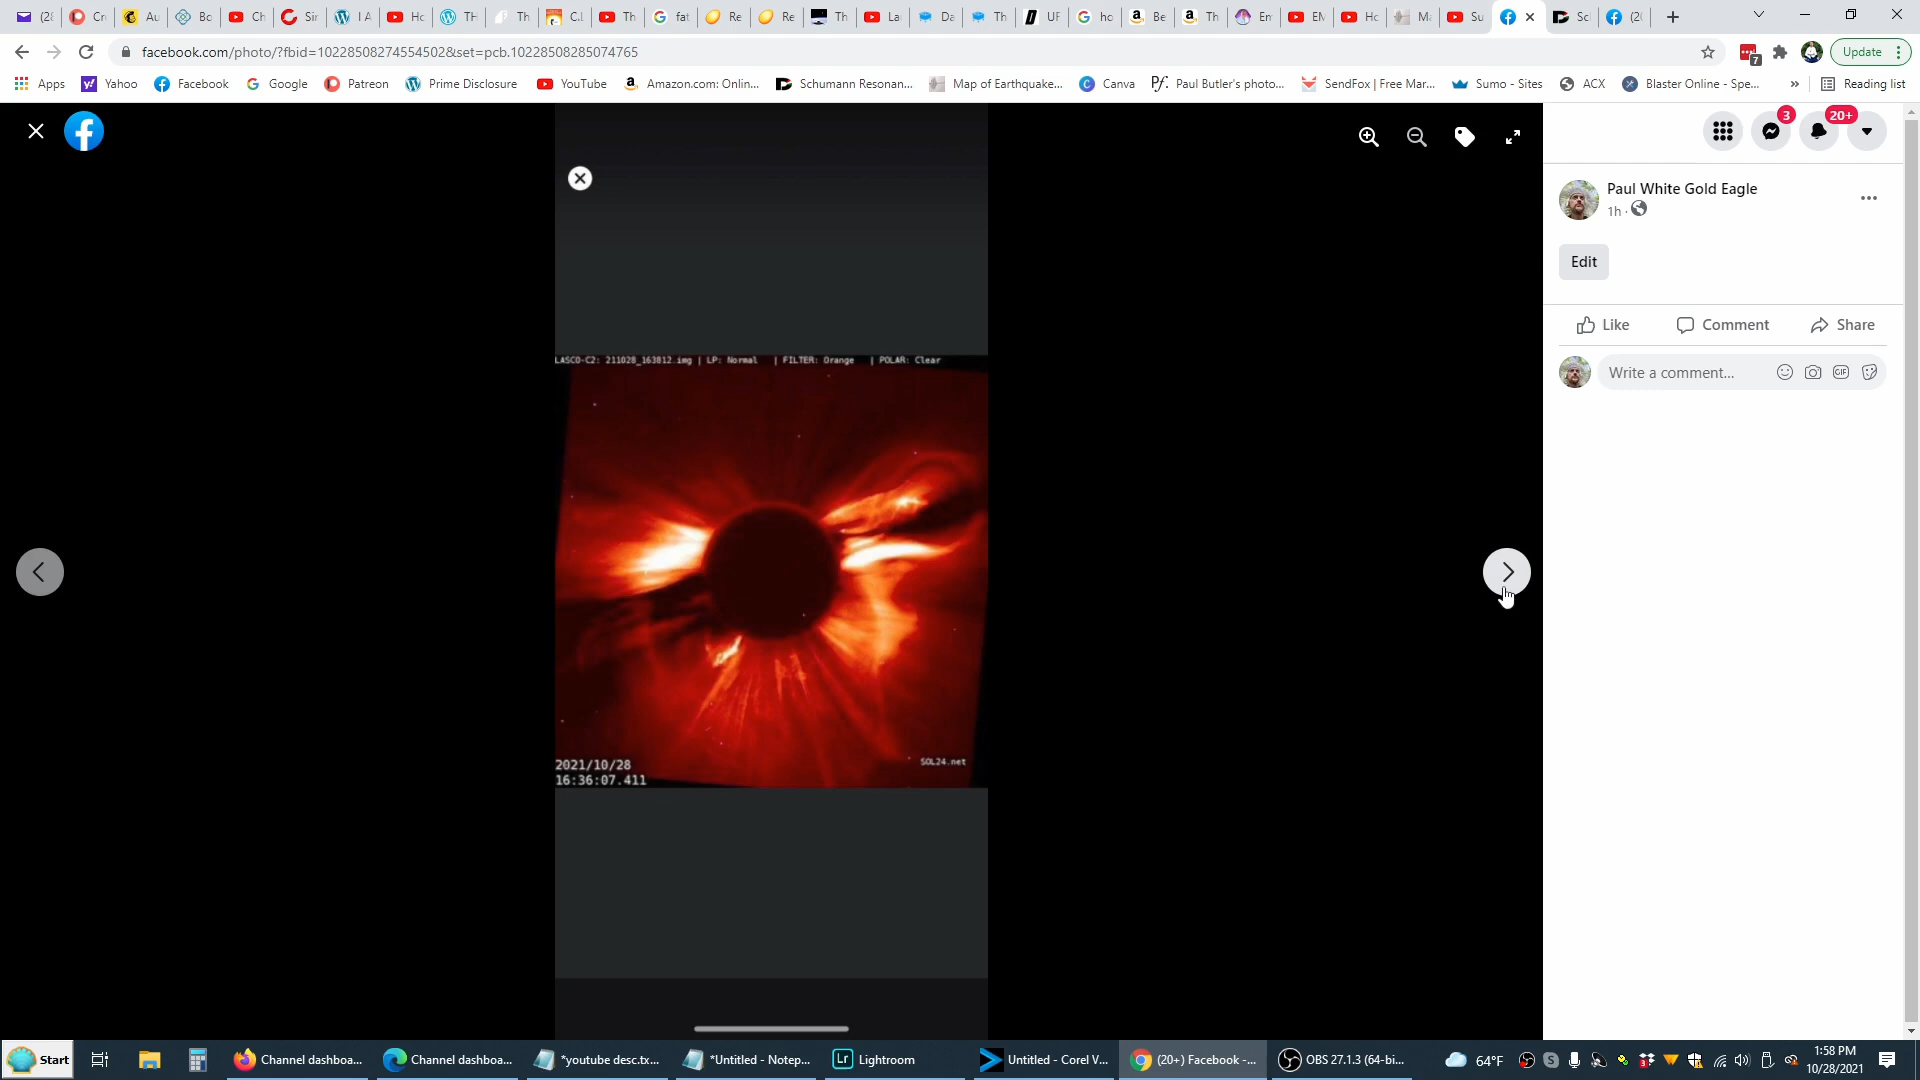 facebook.com/photo/?fbid=10228508274554502&set=pcb.10228508285074765
Update
7
Apps
Yahoo
Facebook
Google
Patreon
Prime Disclosure
YouTube
Amazon.com: Onlin...
Schumann Resonan...
Map of Earthquake...
Canva
Paul Butler's photo...
SendFox | Free Mar...
Sumo - Sites
ACX
Blaster Online - Spe...
»
Reading list
3
20+
Paul White Gold Eagle
1h
Edit
Like
Comment
Share
Write a comment...
GIF
LASCO-C2: 211028_163812.img | LP: Normal | FILTER: Orange | POLAR: Clear
2021/10/28
16:36:07.411
SOL24.net
Start
Channel dashboa...
Channel dashboa...
*youtube desc.tx...
*Untitled - Notep...
Lr
Lightroom
Untitled - Corel V...
(20+) Facebook -...
OBS 27.1.3 (64-bi...
64°F
1:58 PM
10/28/2021